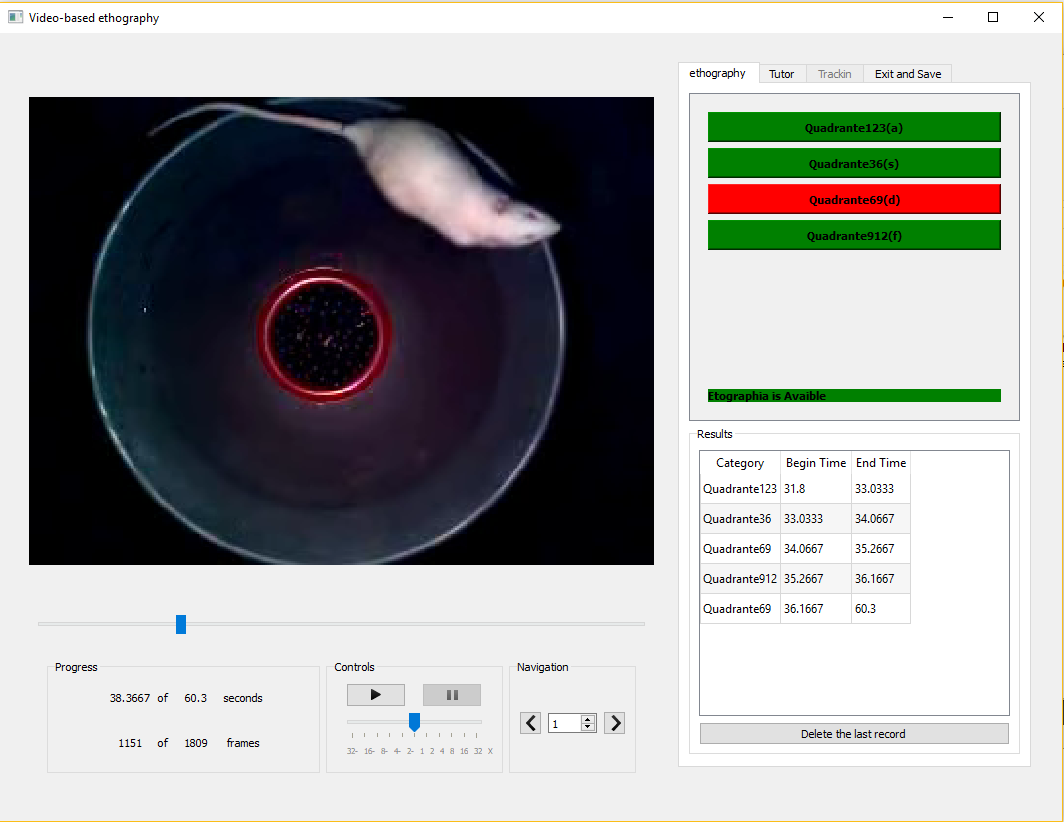 Video-based ethography
ethography Tutor Trackin Exit and Save
Quadrante123(a)
Quadrante36(s)
Quadrante69(d)
Quadrante912(f)
Etographia is Avaible
Results
Category Begin Time End Time
Quadrante123 31.8 33.0333
Quadrante36 33.0333 34.0667
Quadrante69 34.0667 35.2667
Quadrante912 35.2667 36.1667
Quadrante69 36.1667 60.3
Delete the last record
Progress
38.3667 of 60.3 seconds
1151 of 1809 frames
Controls
32- 16- 8- 4- 2- 1 2 4 8 16 32 X
Navigation
1